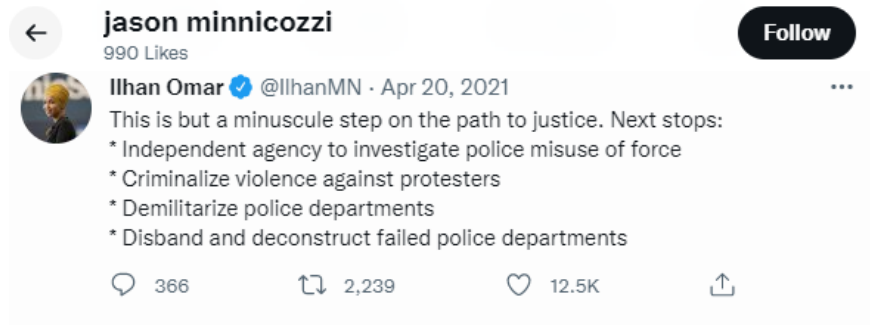 jason minnicozzi
990 Likes
Follow
Ilhan Omar @IlhanMN · Apr 20, 2021
This is but a minuscule step on the path to justice. Next stops:
* Independent agency to investigate police misuse of force
* Criminalize violence against protesters
* Demilitarize police departments
* Disband and deconstruct failed police departments
366 2,239 12.5K